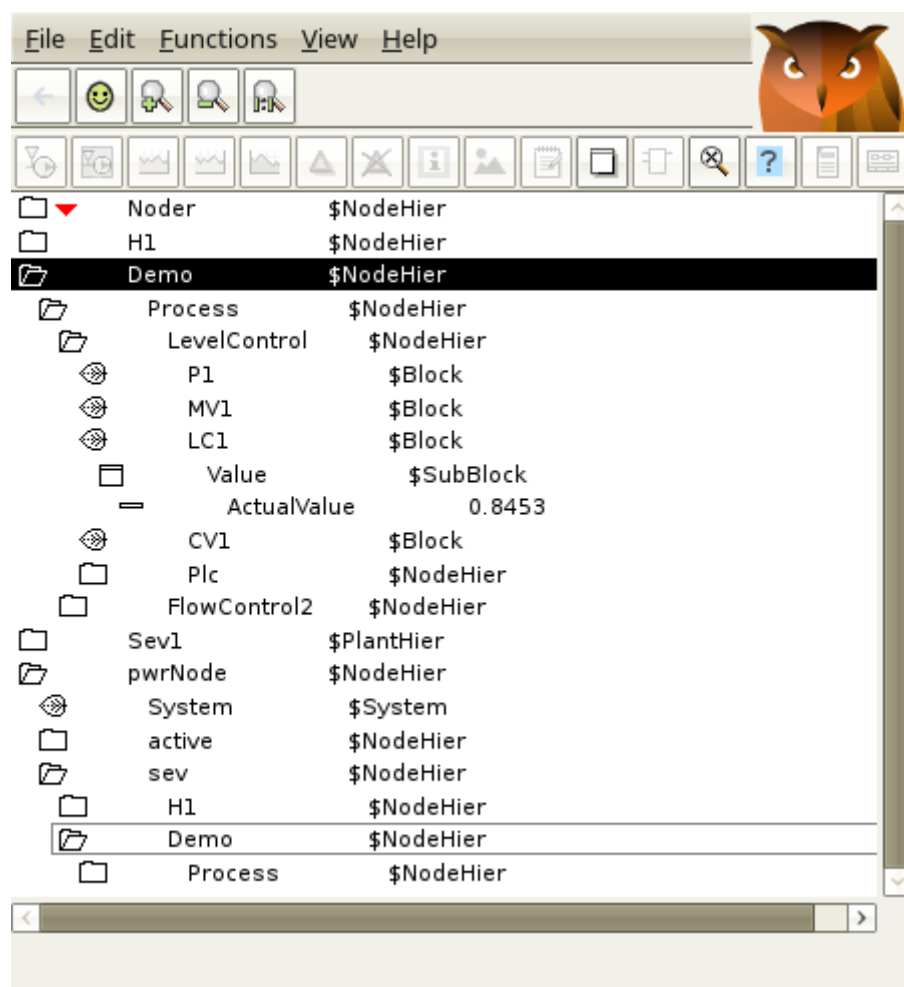 File Edit Functions View Help
1:1
i ?
Noder $NodeHier
H1 $NodeHier
Demo $NodeHier
Process $NodeHier
LevelControl $NodeHier
P1 $Block
MV1 $Block
LC1 $Block
Value $SubBlock
ActualValue 0.8453
CV1 $Block
Plc $NodeHier
FlowControl2 $NodeHier
Sev1 $PlantHier
pwrNode $NodeHier
System $System
active $NodeHier
sev $NodeHier
H1 $NodeHier
Demo $NodeHier
Process $NodeHier